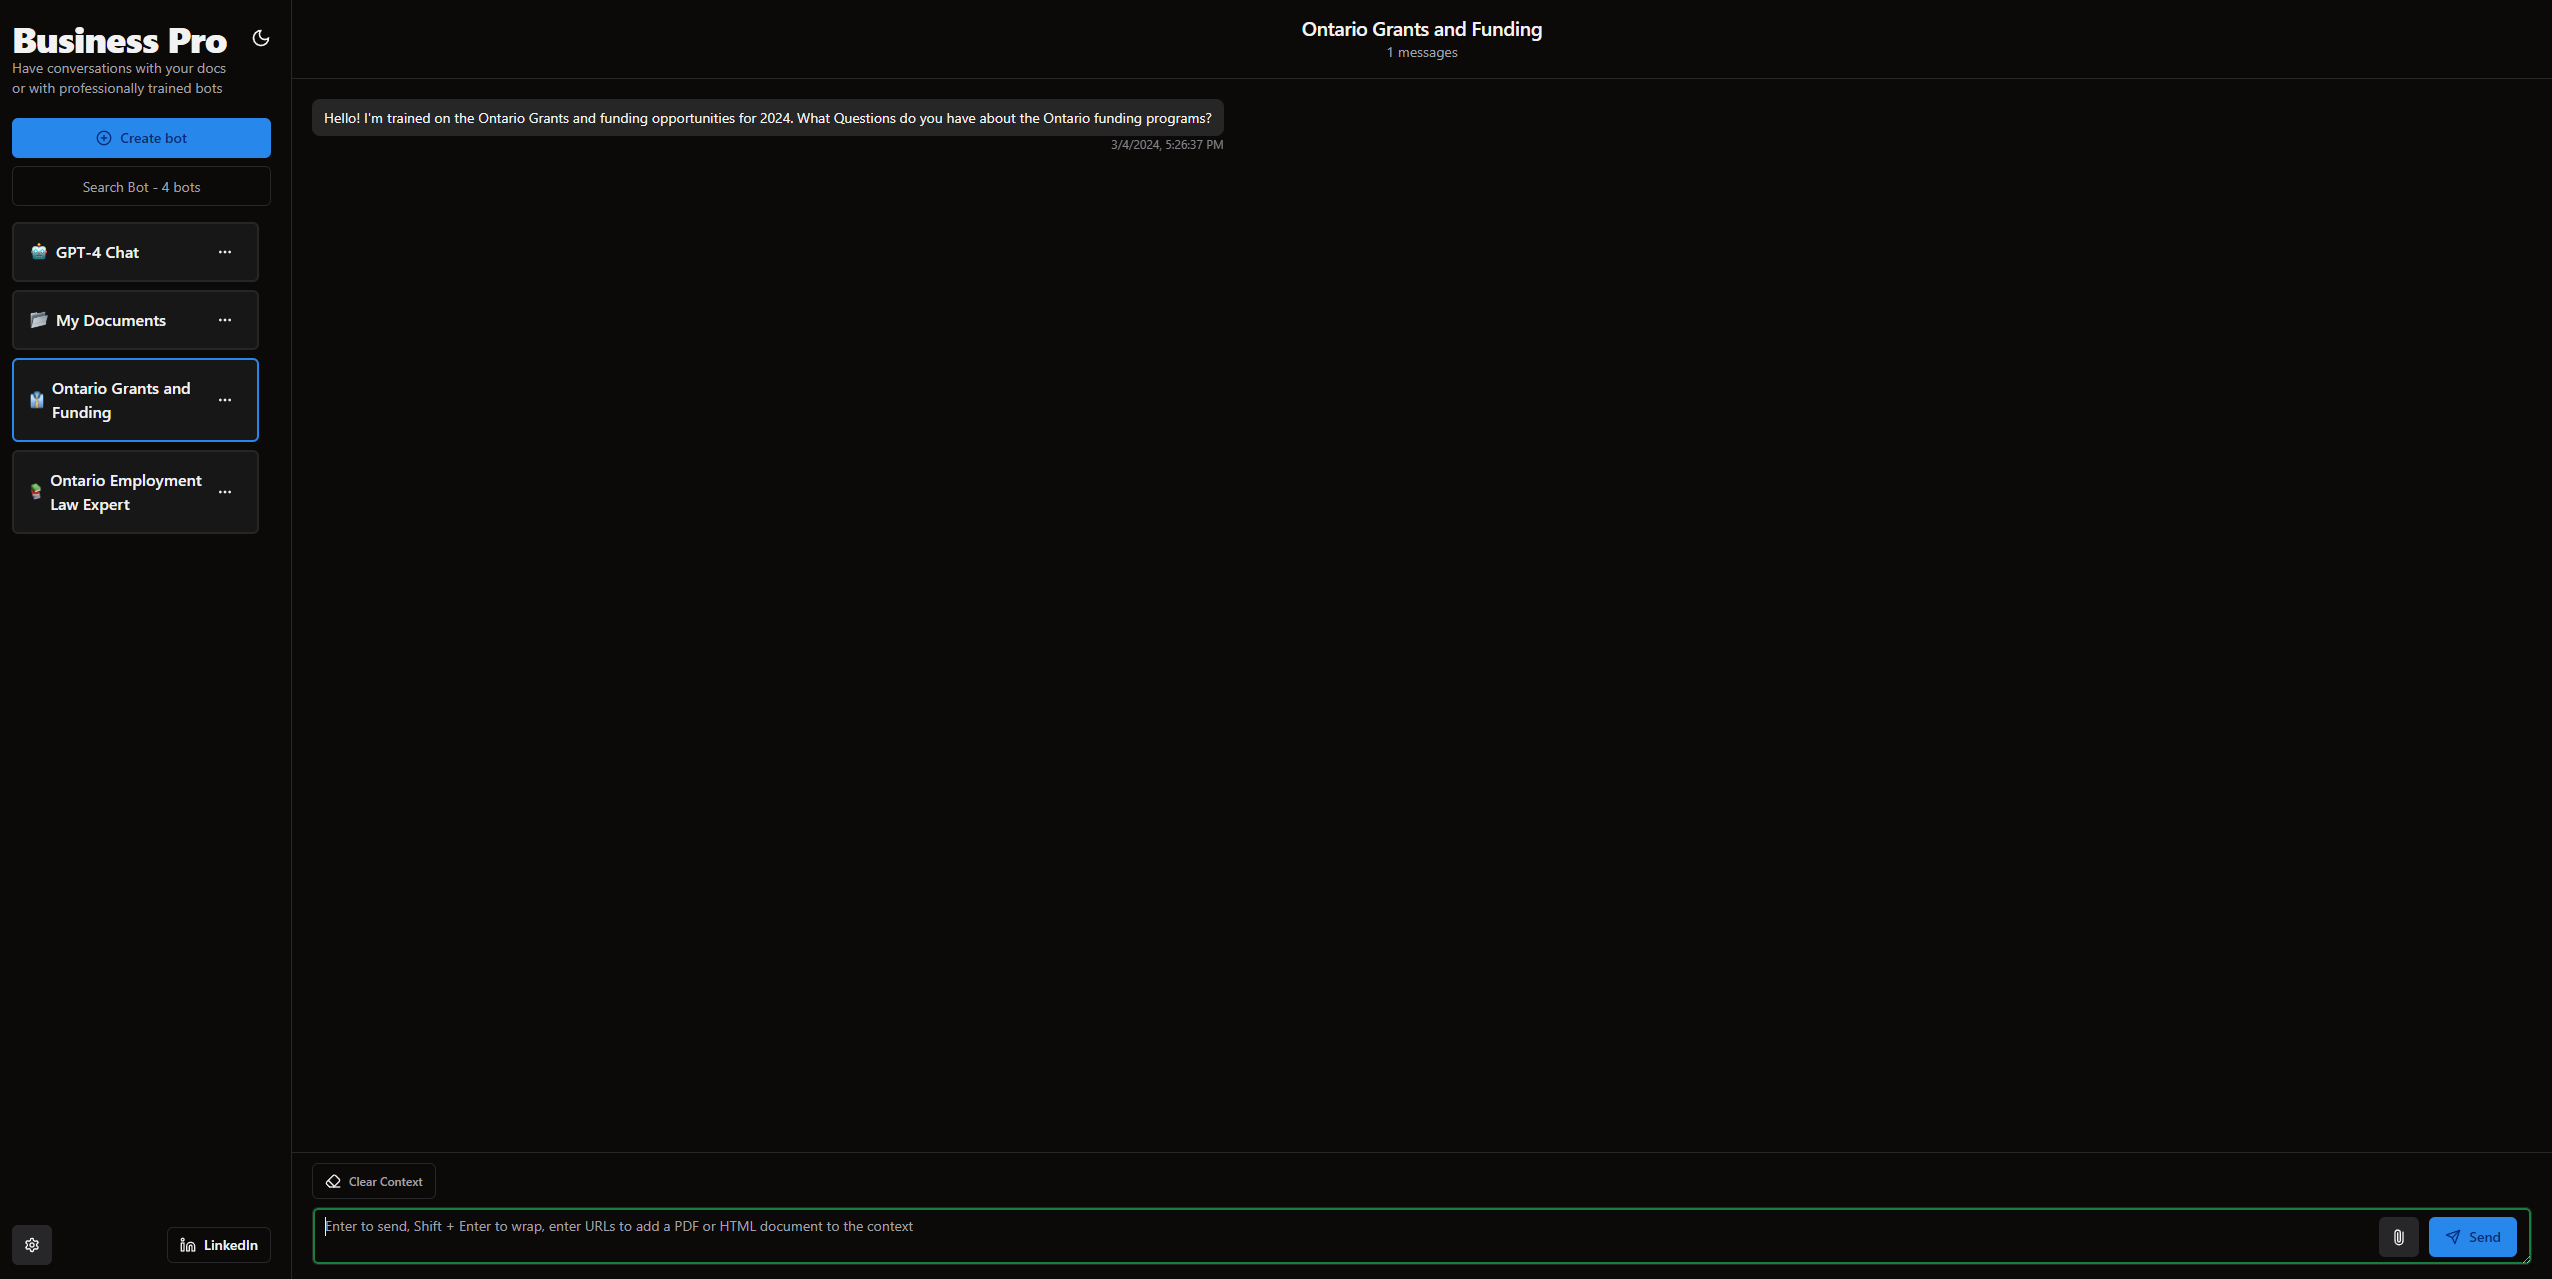 Business Pro
Have conversations with your docs
or with professionally trained bots
Create bot
Search Bot - 4 bots
GPT-4 Chat
My Documents
Ontario Grants and
Funding
Ontario Employment
Law Expert
LinkedIn
Ontario Grants and Funding
1 messages
Hello! I'm trained on the Ontario Grants and funding opportunities for 2024. What Questions do you have about the Ontario funding programs?
3/4/2024, 5:26:37 PM
Clear Context
Enter to send, Shift + Enter to wrap, enter URLs to add a PDF or HTML document to the context
Send